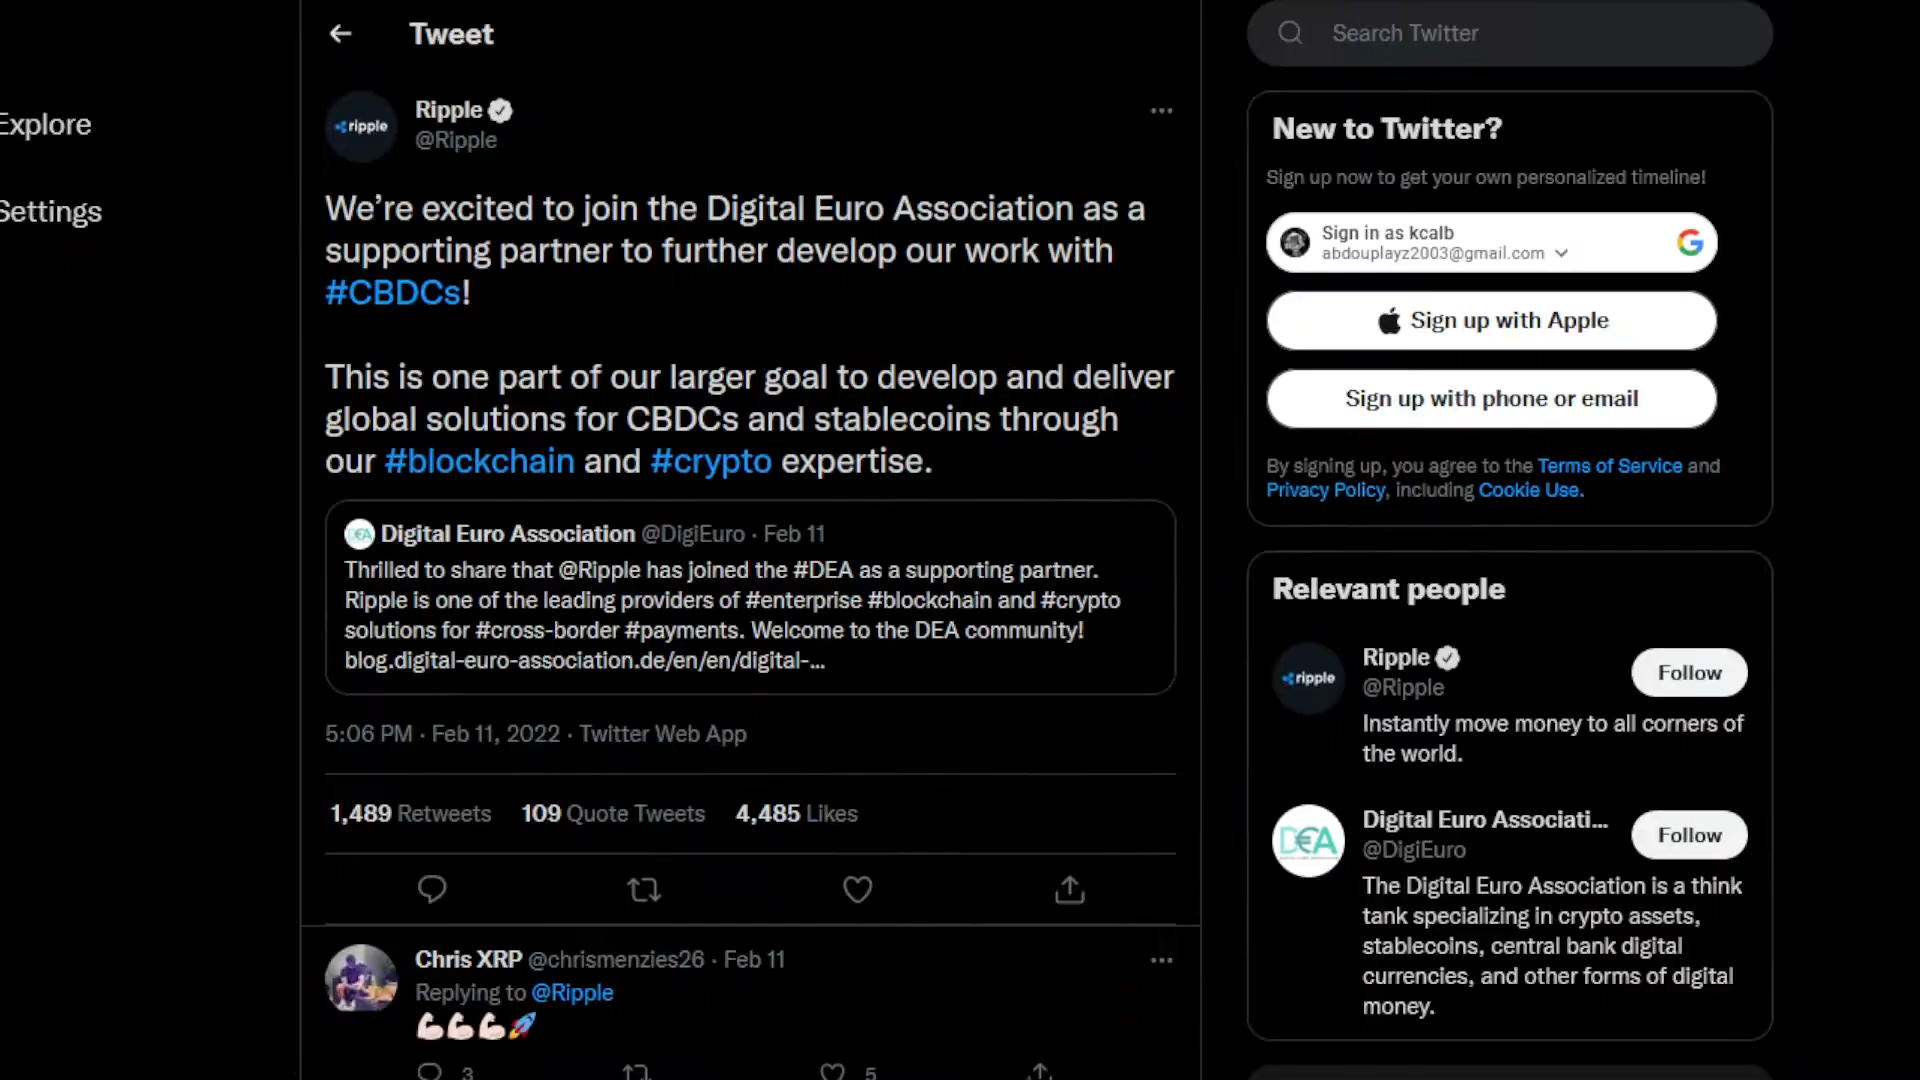 Explore
Settings
Tweet
ripple
Ripple
@Ripple
We’re excited to join the Digital Euro Association as a
supporting partner to further develop our work with
#CBDCs!
This is one part of our larger goal to develop and deliver
global solutions for CBDCs and stablecoins through
our #blockchain and #crypto expertise.
DEA
Digital Euro Association @DigiEuro · Feb 11
Thrilled to share that @Ripple has joined the #DEA as a supporting partner.
Ripple is one of the leading providers of #enterprise #blockchain and #crypto
solutions for #cross-border #payments. Welcome to the DEA community!
blog.digital-euro-association.de/en/en/digital-...
5:06 PM · Feb 11, 2022 · Twitter Web App
1,489 Retweets 109 Quote Tweets 4,485 Likes
Chris XRP @chrismenzies26 · Feb 11
Replying to @Ripple
💪🏻💪🏻💪🏻🚀
3 5
Search Twitter
New to Twitter?
Sign up now to get your own personalized timeline!
Sign in as kcalb
abdouplayz2003@gmail.com
Sign up with Apple
Sign up with phone or email
By signing up, you agree to the Terms of Service and
Privacy Policy, including Cookie Use.
Relevant people
ripple
Ripple
@Ripple
Follow
Instantly move money to all corners of
the world.
D€A
Digital Euro Associati...
@DigiEuro
Follow
The Digital Euro Association is a think
tank specializing in crypto assets,
stablecoins, central bank digital
currencies, and other forms of digital
money.